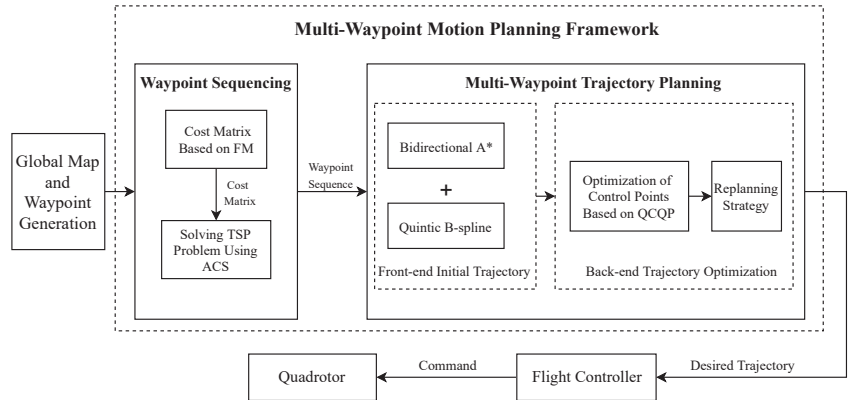 Multi-Waypoint Motion Planning Framework
Global Map
and
Waypoint
Generation
Waypoint Sequencing
Cost Matrix
Based on FM
Cost
Matrix
Solving TSP
Problem Using
ACS
Waypoint
Sequence
Multi-Waypoint Trajectory Planning
Bidirectional A*
+
Quintic B-spline
Front-end Initial Trajectory
Optimization of
Control Points
Based on QCQP
Replanning
Strategy
Back-end Trajectory Optimization
Desired Trajectory
Flight Controller
Command
Quadrotor